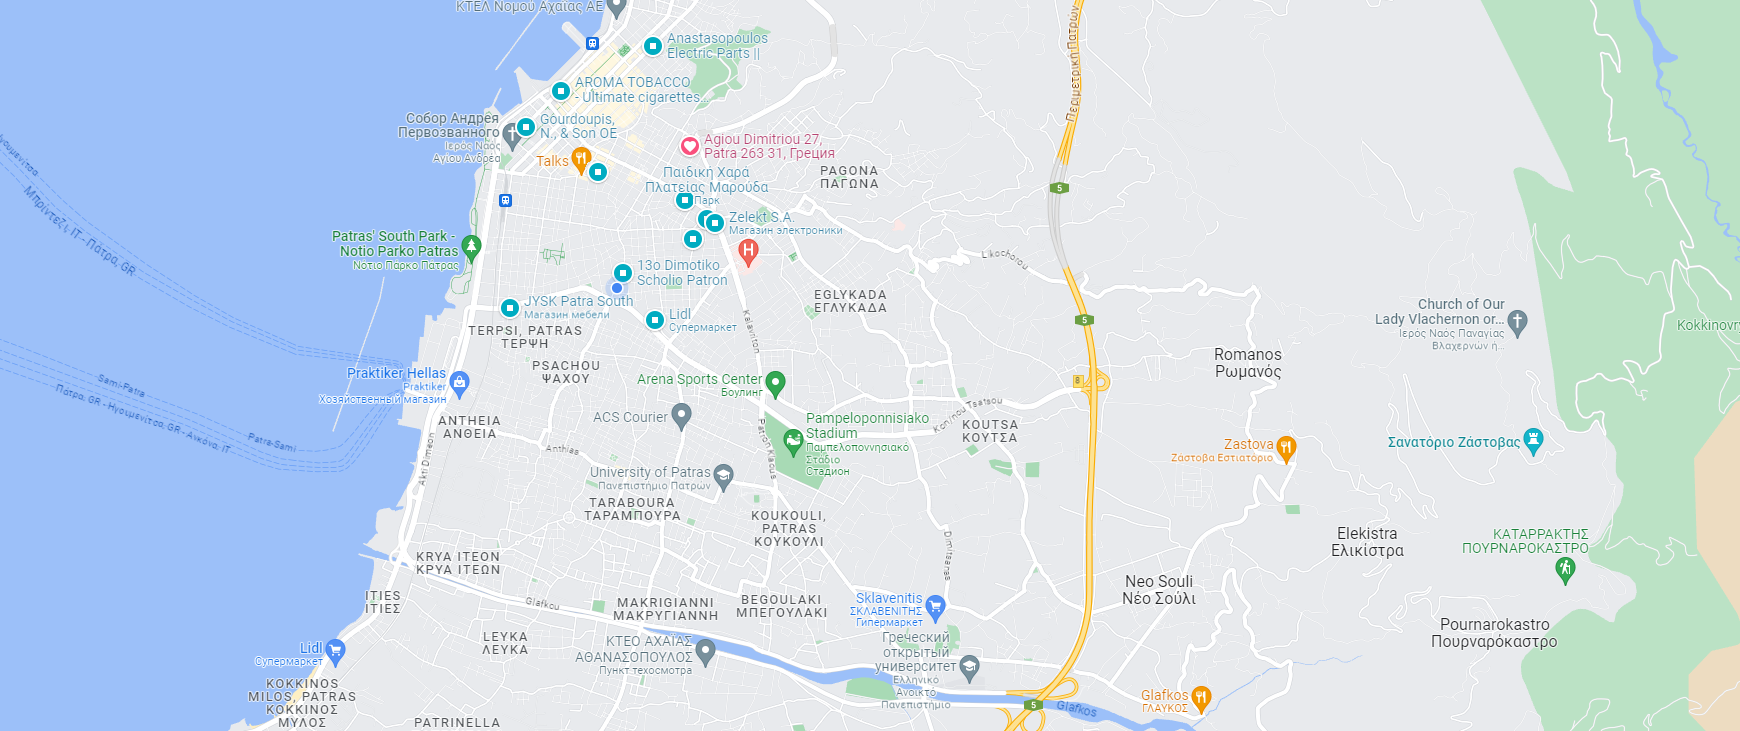 ΚΤΕΛ Νομού Αχαΐας ΑΕ
Anastasopoulos
Electric Parts ||
AROMA TOBACCO
- Ultimate cigarettes...
Собор Андрея
Первозванного
Ιερός Ναός
Αγίου Ανδρέα
Gourdoupis,
N., & Son OE
Talks
Agiou Dimitriou 27,
Patra 263 31, Греция
Παιδική Χαρά
Πλατείας Μαρούδα
Парк
PAGONA
ΠΑΓΩΝΑ
Περιμετρική Πατρών
5
Zelekt S.A.
Магазин электроники
Μπρίντεζι, IT - Πάτρα, GR
Patras' South Park -
Notio Parko Patras
Νότιο Πάρκο Πάτρας
H
Likochorou
13o Dimotiko
Scholio Patron
JYSK Patra South
Магазин мебели
Lidl
Супермаркет
EGLYKADA
ΕΓΛΥΚΑΔΑ
Kalavriton
5
Church of Our
Lady Vlachernon or...
Ιερός Ναός Παναγίας
Βλαχερνών ή...
Kokkinovry
TERPSI, PATRAS
ΤΕΡΨΗ
PSACHOU
ΨΑΧΟΥ
Romanos
Ρωμανός
Praktiker Hellas
Praktiker
Хозяйственный магазин
Sami-Patra
Πάτρα, GR - Ηγουμενίτσα, GR - Ανκόνα, IT
Patra-Sami
Arena Sports Center
Боулинг
8
ACS Courier
Koninou Tsatsou
ANTHEIA
ΑΝΘΕΙΑ
Pampeloponnisiako
Stadium
Παμπελοποννησιακό
Στάδιο
Стадион
KOUTSA
ΚΟΥΤΣΑ
Anthias
Akti Dimeon
Patron Klaous
Zastova
Ζάστοβα Εστιατόριο
Σανατόριο Ζάστοβας
University of Patras
Πανεπιστήμιο Πατρών
TARABOURA
ΤΑΡΑΜΠΟΥΡΑ
KOUKOULI,
PATRAS
ΚΟΥΚΟΥΛΙ
Dimitsanas
Elekistra
Ελικίστρα
ΚΑΤΑΡΡΑΚΤΗΣ
ΠΟΥΡΝΑΡΟΚΑΣΤΡΟ
KRYA ITEON
ΚΡΥΑ ΙΤΕΩΝ
Neo Souli
Νέο Σούλι
ITIES
ΙΤΙΕΣ
Glafkou
MAKRIGIANNI
ΜΑΚΡΥΓΙΑΝΝΗ
BEGOULAKI
ΜΠΕΓΟΥΛΑΚΙ
Sklavenitis
ΣΚΛΑΒΕΝΙΤΗΣ
Гипермаркет
Pournarokastro
Πουρναρόκαστρο
LEYKA
ΛΕΥΚΑ
ΚΤΕΟ ΑΧΑΪΑΣ
ΑΘΑΝΑΣΟΠΟΥΛΟΣ
Пункт техосмотра
Греческий
открытый
университет
Ελληνικό
Ανοικτό
Πανεπιστήμιο
Lidl
Супермаркет
KOKKINOS
MILOS, PATRAS
ΚΟΚΚΙΝΟΣ
ΜΥΛΟΣ
PATRINELLA
5
Glafkos
Glafkos
ΓΛΑΥΚΟΣ